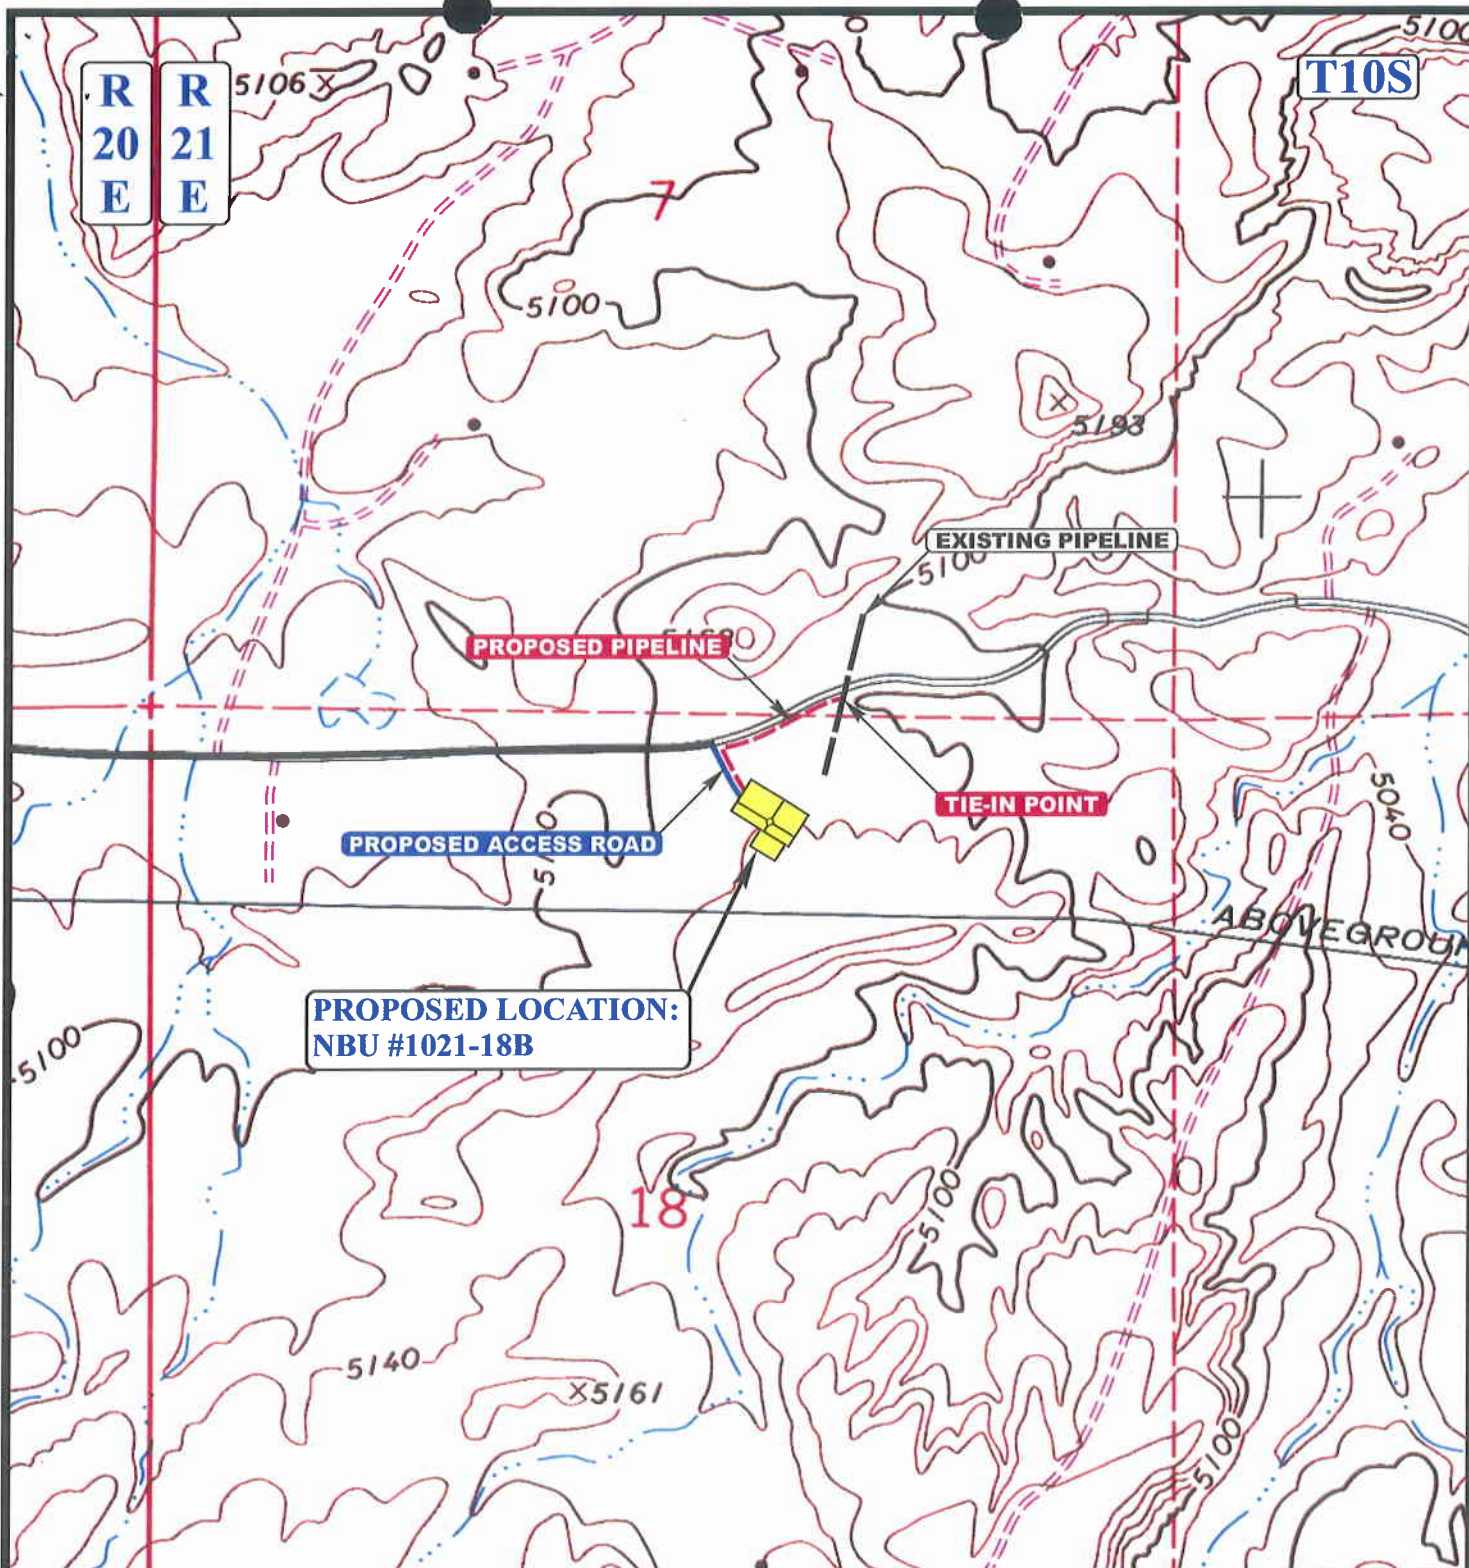 5100
R
20
E
R
21
E
5106
T10S
7
5100
5193
EXISTING PIPELINE
5100
PROPOSED PIPELINE
TIE-IN POINT
5040
PROPOSED ACCESS ROAD
ABOVEGROU
PROPOSED LOCATION:
NBU #1021-18B
5100
18
5100
5140
5161
5100